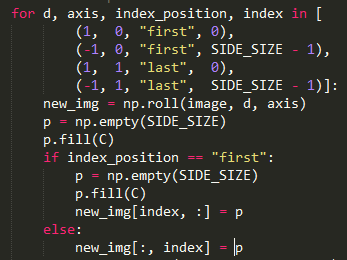 for d, axis, index_position, index in [
(1, 0, "first", 0),
(-1, 0, "first", SIDE_SIZE - 1),
(1, 1, "last", 0),
(-1, 1, "last", SIDE_SIZE - 1)]:
new_img = np.roll(image, d, axis)
p = np.empty(SIDE_SIZE)
p.fill(C)
if index_position == "first":
p = np.empty(SIDE_SIZE)
p.fill(C)
new_img[index, :] = p
else:
new_img[:, index] = p